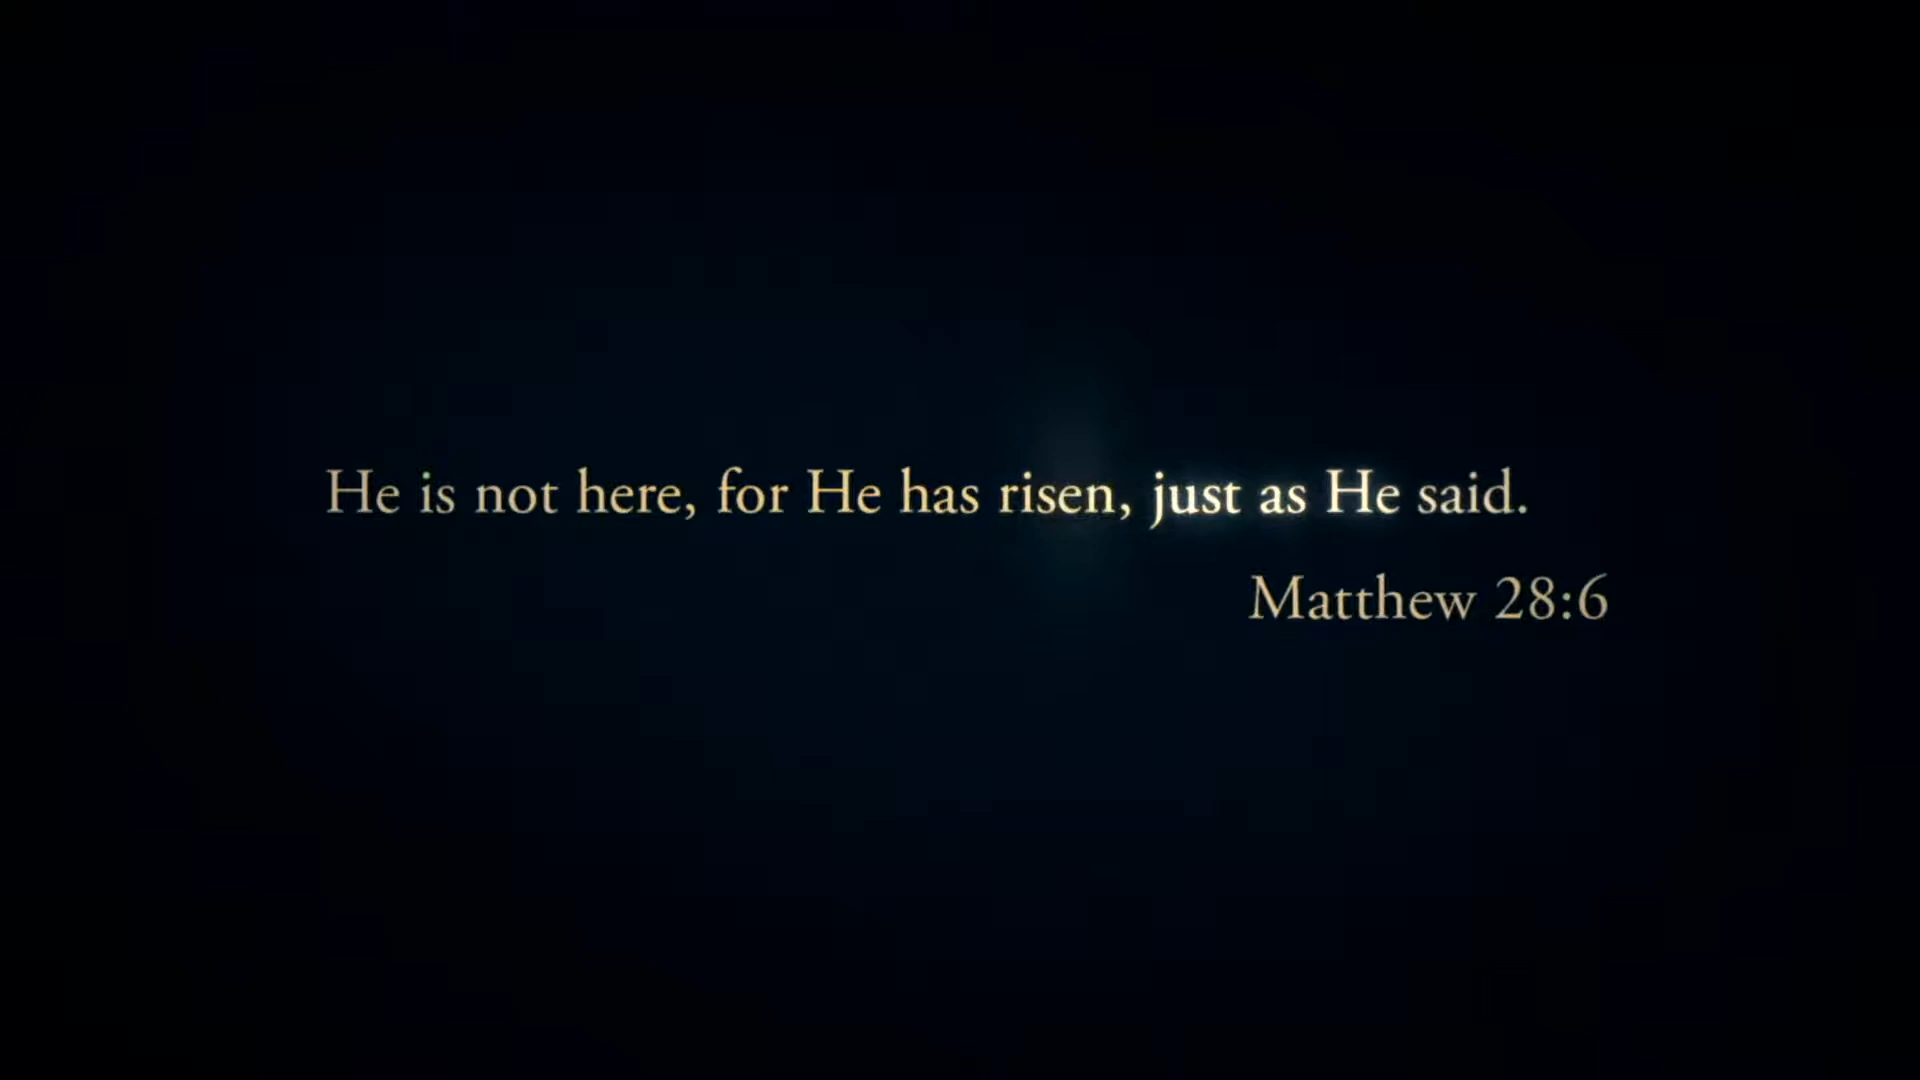 He is not here, for He has risen, just as He said.
Matthew 28:6